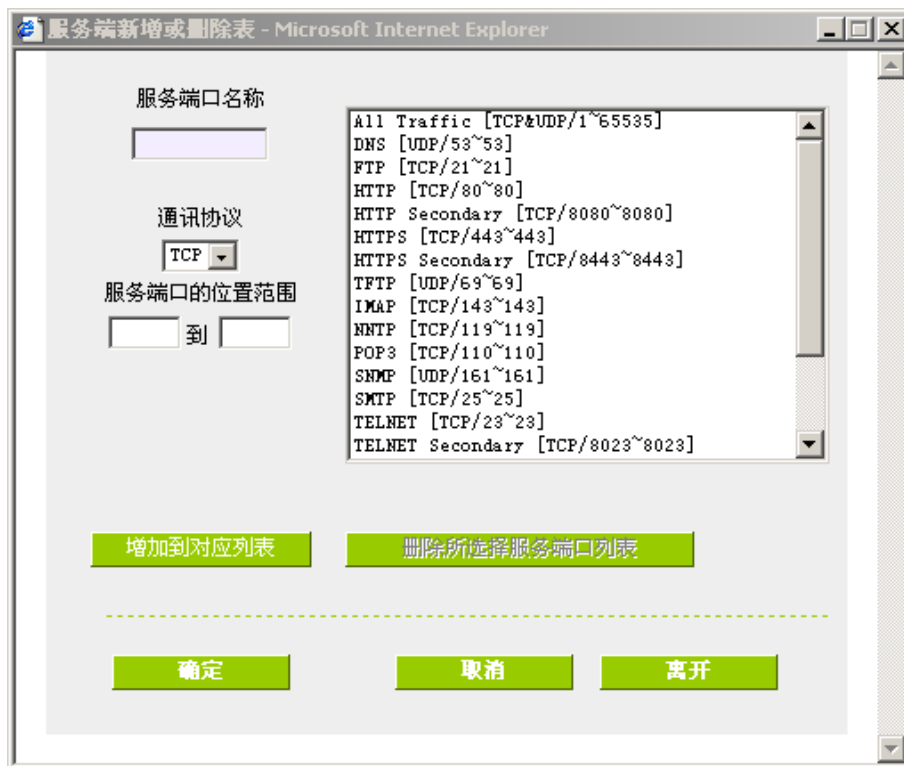 服务端新增或删除表 - Microsoft Internet Explorer
服务端口名称
通讯协议
TCP
服务端口的位置范围
到
All Traffic [TCP&UDP/1~65535]
DNS [UDP/53~53]
FTP [TCP/21~21]
HTTP [TCP/80~80]
HTTP Secondary [TCP/8080~8080]
HTTPS [TCP/443~443]
HTTPS Secondary [TCP/8443~8443]
TFTP [UDP/69~69]
IMAP [TCP/143~143]
NNTP [TCP/119~119]
POP3 [TCP/110~110]
SNMP [UDP/161~161]
SMTP [TCP/25~25]
TELNET [TCP/23~23]
TELNET Secondary [TCP/8023~8023]
增加到对应列表
删除所选择服务端口列表
确定
取消
离开